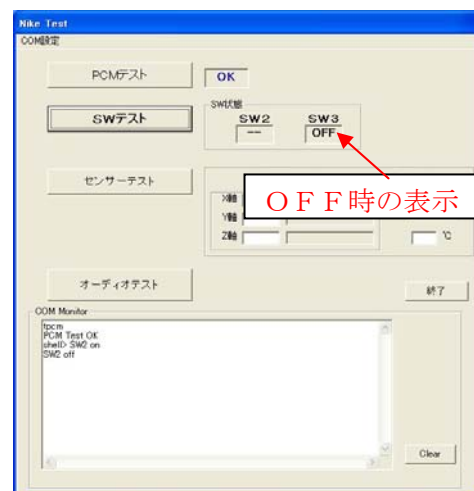 Nike Test
COM設定
PCMテスト
OK
SWテスト
SW状態
SW2
SW3
--
OFF
センサーテスト
OFF時の表示
X軸
Y軸
Z軸
℃
オーディオテスト
終了
COM Monitor
tpcm
PCM Test OK
shell> SW2 on
SW2 off
Clear